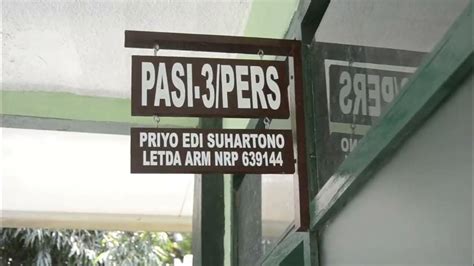 PASI-3/PERS
PRIYO EDI SUHARTONO
LETDA ARM NRP 639144